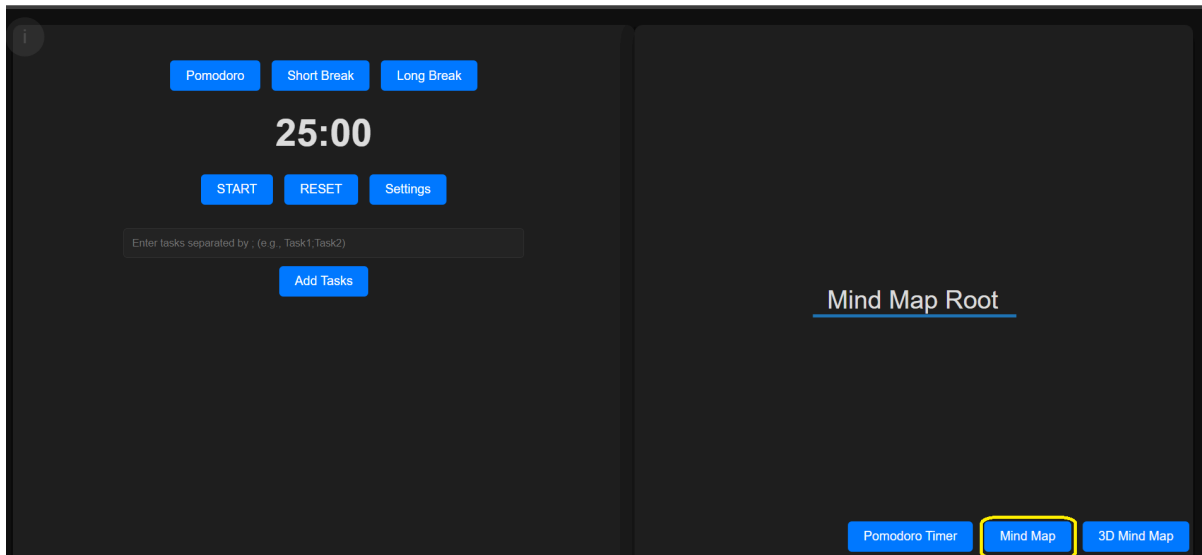 i
Pomodoro Short Break Long Break
25:00
START RESET Settings
Enter tasks separated by ; (e.g., Task1;Task2)
Add Tasks
Mind Map Root
Pomodoro Timer Mind Map 3D Mind Map